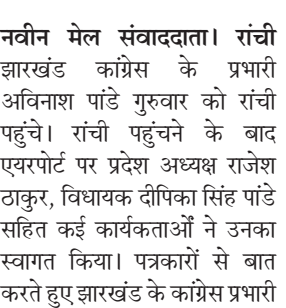 नवीन मेल संवाददाता। रांची
झारखंड कांग्रेस के प्रभारी
अविनाश पांडे गुरुवार को रांची
पहुंचे। रांची पहुंचने के बाद
एयरपोर्ट पर प्रदेश अध्यक्ष राजेश
ठाकुर, विधायक दीपिका सिंह पांडे
सहित कई कार्यकताओं ने उनका
स्वागत किया। पत्रकारों से बात
करते हुए झारखंड के कांग्रेस प्रभारी